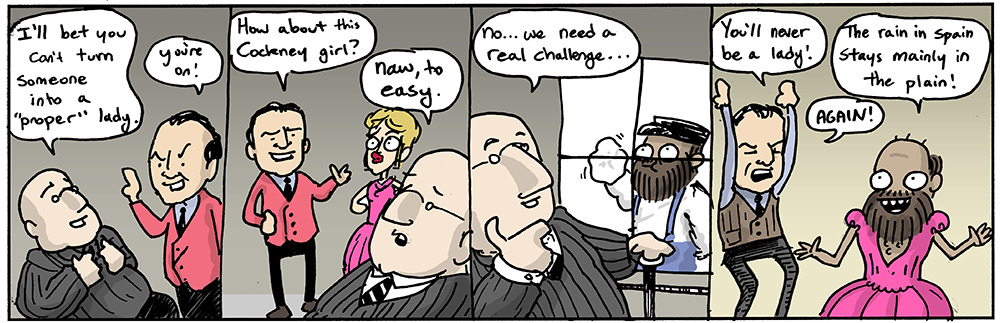 I'll bet you
can't turn
someone
into a
"proper" lady.
you're
on!
How about this
Cockney girl?
naw, to
easy.
no... we need a
real challenge...
You'll never
be a lady!
AGAIN!
The rain in spain
stays mainly in
the plain!